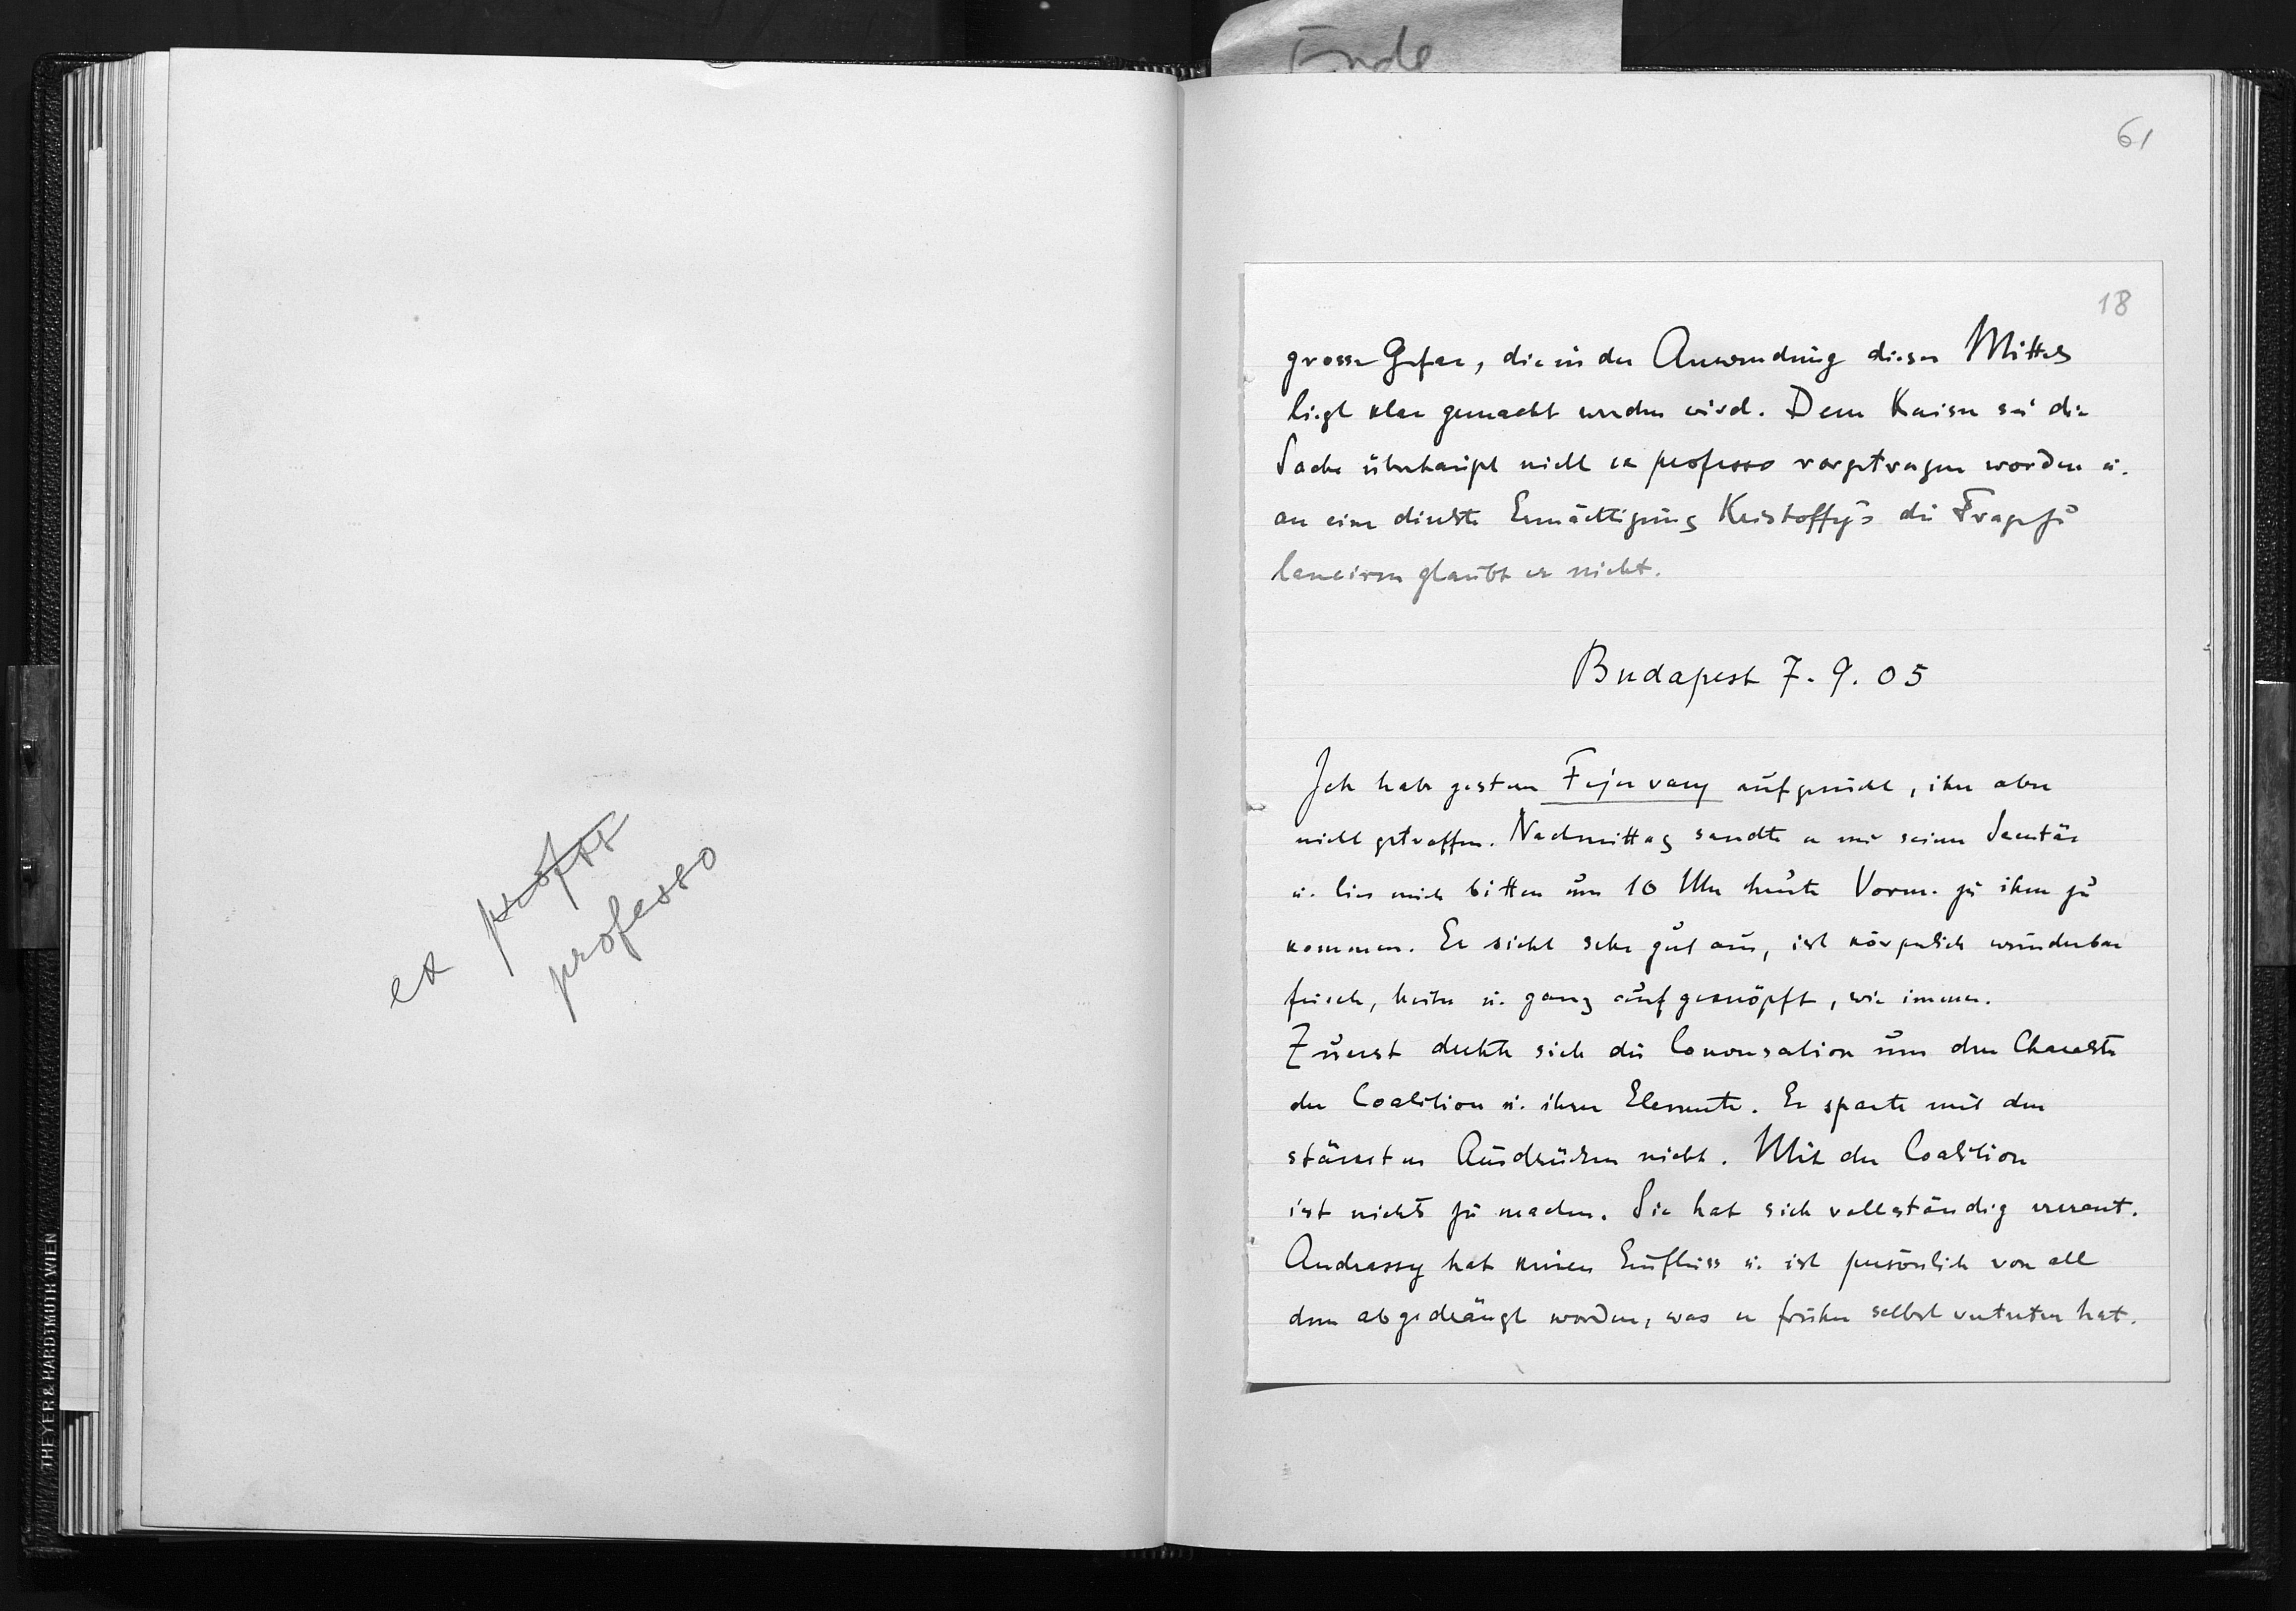 Ende
61
18
grosse Gefar, die in der Anwendung dieser Mittel
liegt klar gemacht werden wird. Dem Kaiser sei die
Sache überhaupt nicht ex professo vorgetragen worden u.
an eine direkte Ermächtigung Kristoffy's die Frage zu
lanciren glaubt er nicht.
Budapest 7. 9. 05
Ich habe gestern Fejervary aufgesucht, ihn aber
nicht getroffen. Nachmittag sandte er mir seinen Secretär
u. lies mich bitten um 10 Uhr heute Vorm. zu ihm zu
kommen. Er sieht sehr gut aus, ist körperlich wunderbar
frisch, heiter u. ganz aufgeknöpft, wie immer.
Zuerst drehte sich die Conversation um den Charakter
der Coalition u. ihrer Elemente. Er sparte mit den
stärksten Ausdrücken nicht. Mit der Coalition
ist nichts zu machen. Sie hat sich vollständig verrant.
Andrassy hat keinen Einfluss u. ist persönlich von all
dem abgedrängt worden, was er früher selbst vertreten hat.
ex profes
professo
THEYER & HARDTMUTH WIEN